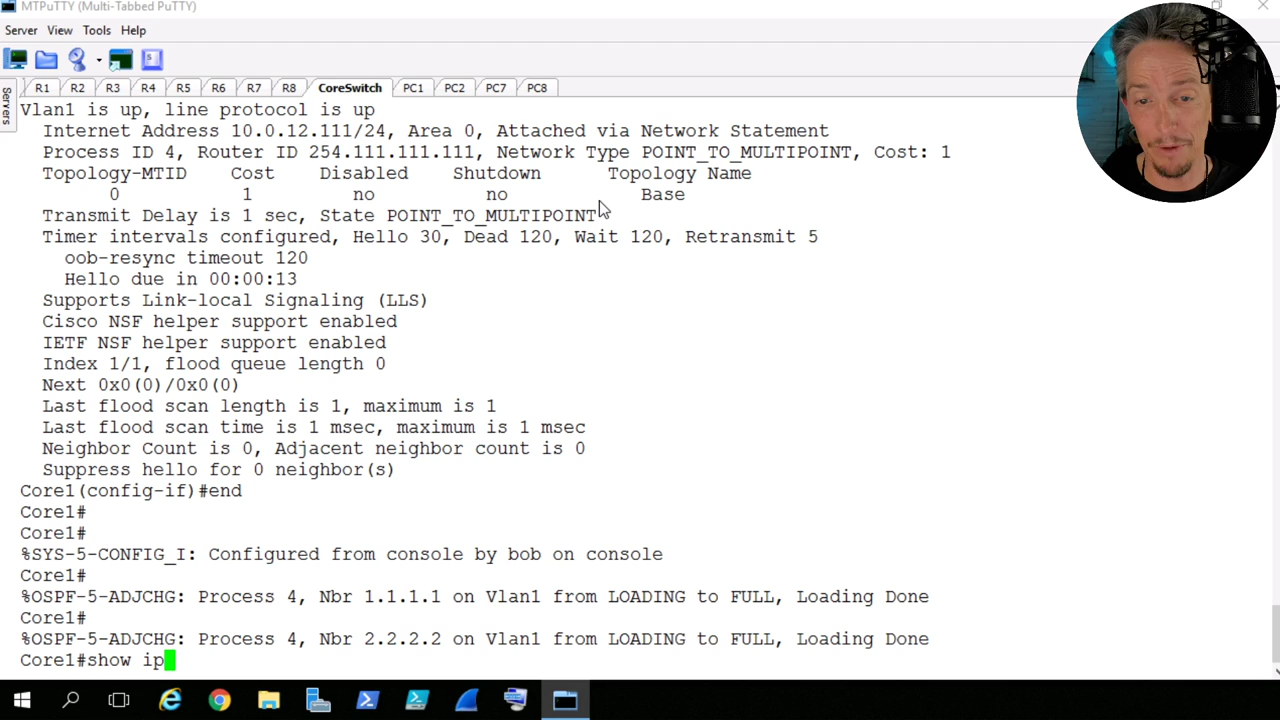 MTPuTTY (Multi-Tabbed PuTTY)
Server View Tools Help
R1 R2 R3 R4 R5 R6 R7 R8 CoreSwitch PC1 PC2 PC7 PC8
Servers
Vlan1 is up, line protocol is up
Internet Address 10.0.12.111/24, Area 0, Attached via Network Statement
Process ID 4, Router ID 254.111.111.111, Network Type POINT_TO_MULTIPOINT, Cost: 1
Topology-MTID Cost Disabled Shutdown Topology Name
0 1 no no Base
Transmit Delay is 1 sec, State POINT_TO_MULTIPOINT
Timer intervals configured, Hello 30, Dead 120, Wait 120, Retransmit 5
oob-resync timeout 120
Hello due in 00:00:13
Supports Link-local Signaling (LLS)
Cisco NSF helper support enabled
IETF NSF helper support enabled
Index 1/1, flood queue length 0
Next 0x0(0)/0x0(0)
Last flood scan length is 1, maximum is 1
Last flood scan time is 1 msec, maximum is 1 msec
Neighbor Count is 0, Adjacent neighbor count is 0
Suppress hello for 0 neighbor(s)
Core1(config-if)#end
Core1#
Core1#
%SYS-5-CONFIG_I: Configured from console by bob on console
Core1#
%OSPF-5-ADJCHG: Process 4, Nbr 1.1.1.1 on Vlan1 from LOADING to FULL, Loading Done
Core1#
%OSPF-5-ADJCHG: Process 4, Nbr 2.2.2.2 on Vlan1 from LOADING to FULL, Loading Done
Core1#show ip